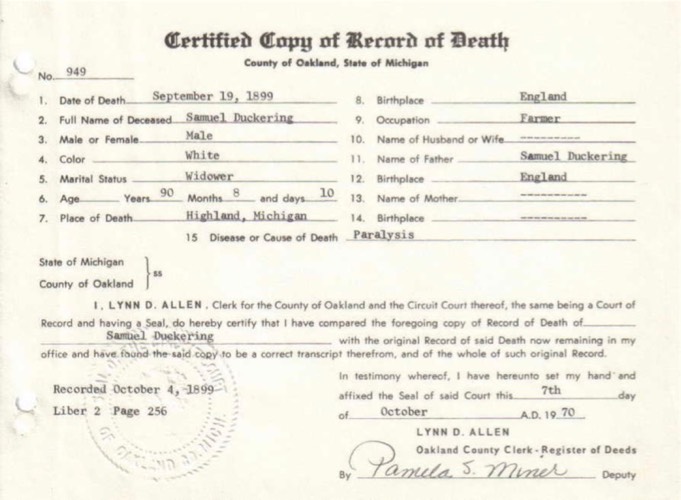 Certified Copy of Record of Death
County of Oakland, State of Michigan
No. 949
1. Date of Death September 19, 1899
2. Full Name of Deceased Samuel Duckering
3. Male or Female Male
4. Color White
5. Marital Status Widower
6. Age Years 90 Months 8 and days 10
7. Place of Death Highland, Michigan
8. Birthplace England
9. Occupation Farmer
10. Name of Husband or Wife ----------
11. Name of Father Samuel Duckering
12. Birthplace England
13. Name of Mother ----------
14. Birthplace ----------
15 Disease or Cause of Death Paralysis
State of Michigan
County of Oakland } ss
I, LYNN D. ALLEN, Clerk for the County of Oakland and the Circuit Court thereof, the same being a Court of
Record and having a Seal, do hereby certify that I have compared the foregoing copy of Record of Death of
Samuel Duckering with the original Record of said Death now remaining in my
office and have found the said copy to be a correct transcript therefrom, and of the whole of such original Record.
Recorded October 4, 1899
Liber 2 Page 256
In testimony whereof, I have hereunto set my hand and
affixed the Seal of said Court this 7th day
of October A.D. 1970
LYNN D. ALLEN
Oakland County Clerk - Register of Deeds
By Pamela S. Miner Deputy
OF OAKLAND CO. MICH.